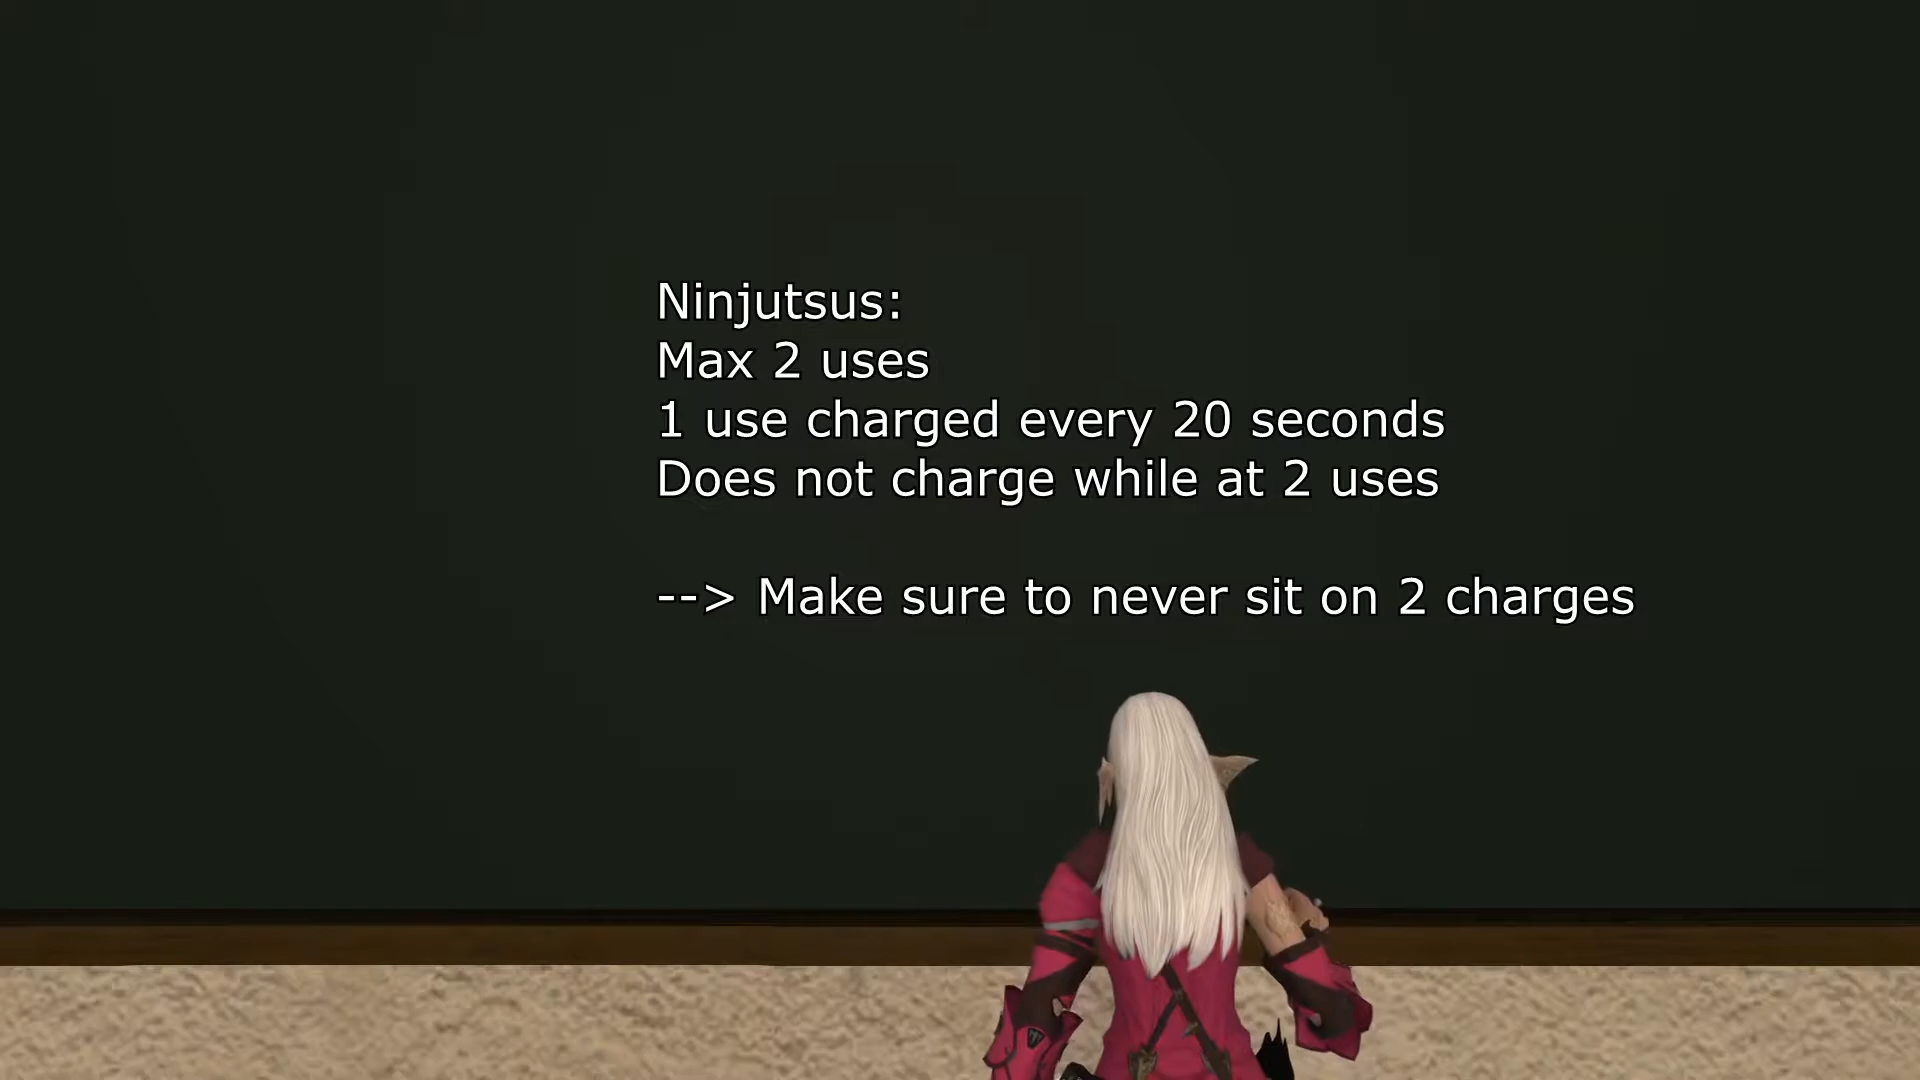 Ninjutsus:
Max 2 uses
1 use charged every 20 seconds
Does not charge while at 2 uses
--> Make sure to never sit on 2 charges